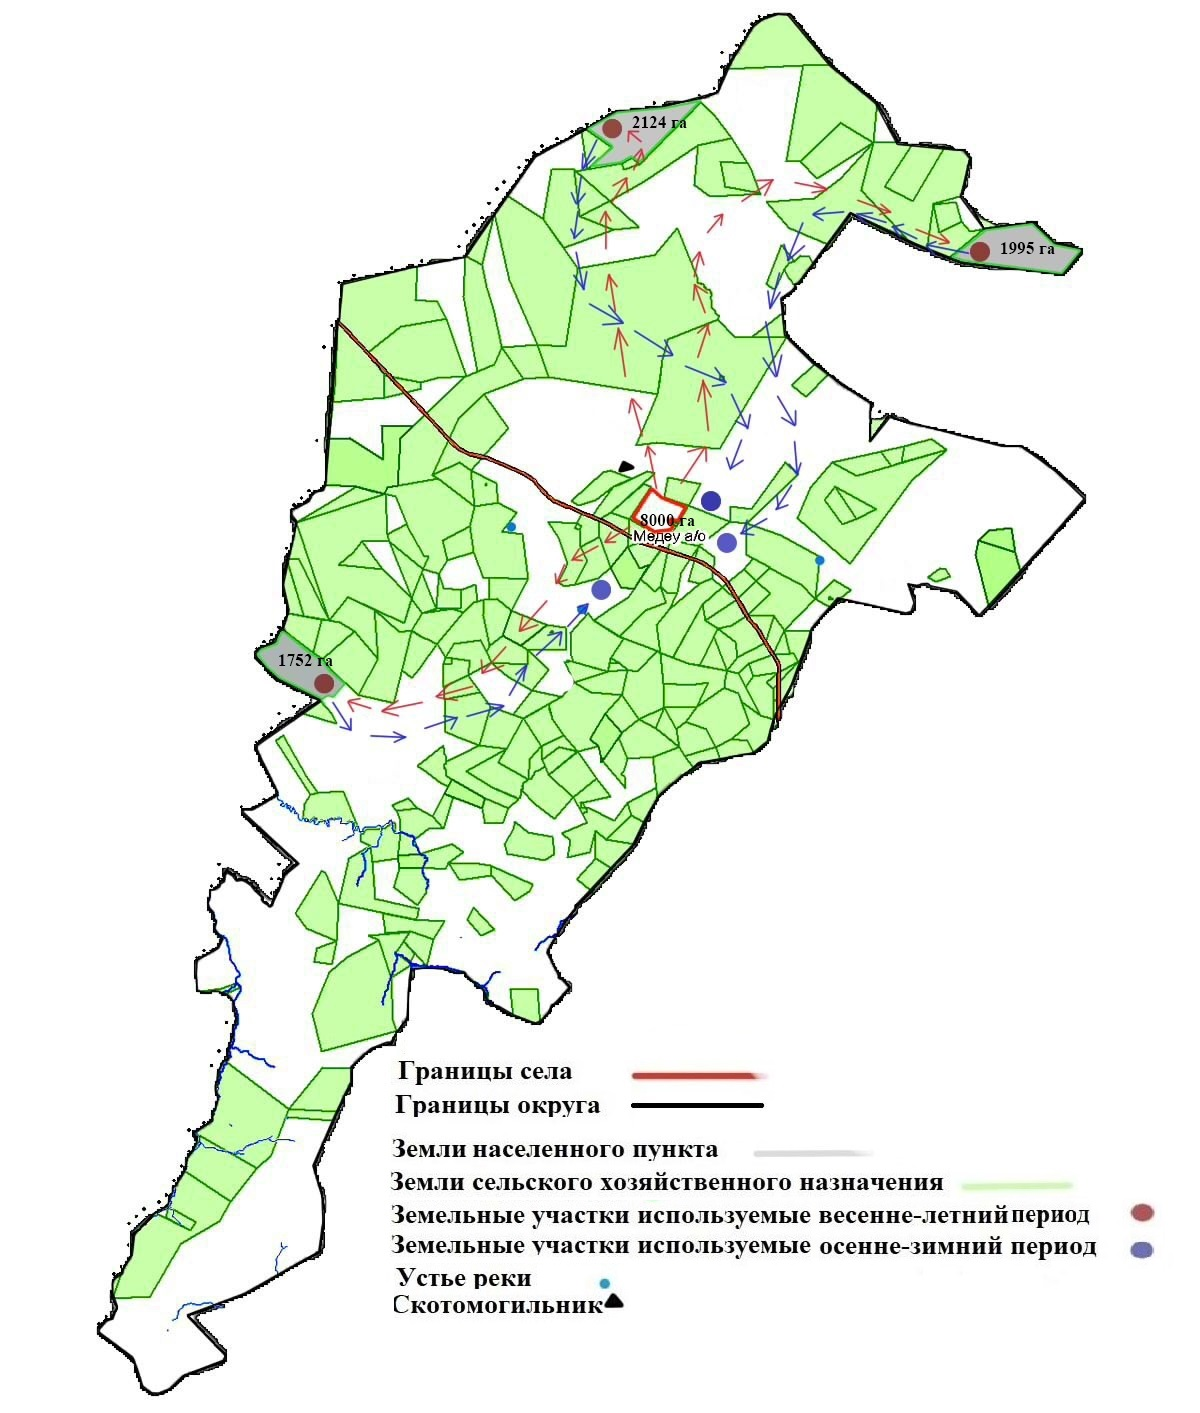 2124 га
1995 га
8000 га
Медеу а/о
1752 га
Границы села
Границы округа
Земли населенного пункта
Земли сельского хозяйственного назначения
Земельные участки используемые весенне-летний период
Земельные участки используемые осенне-зимний период
Устье реки
Скотомогильник